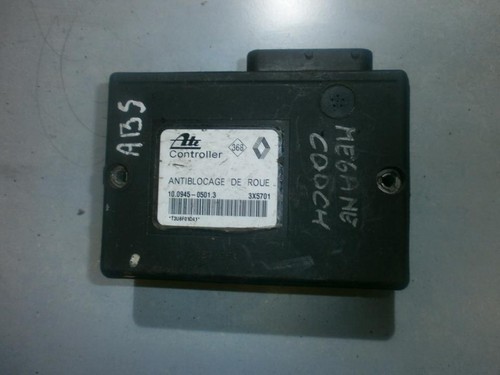 ABS
Ate
368
Controller
ANTIBLOCAGE DE ROUE
10.0945-0501.3 3X5701
MEGANE
COOCH